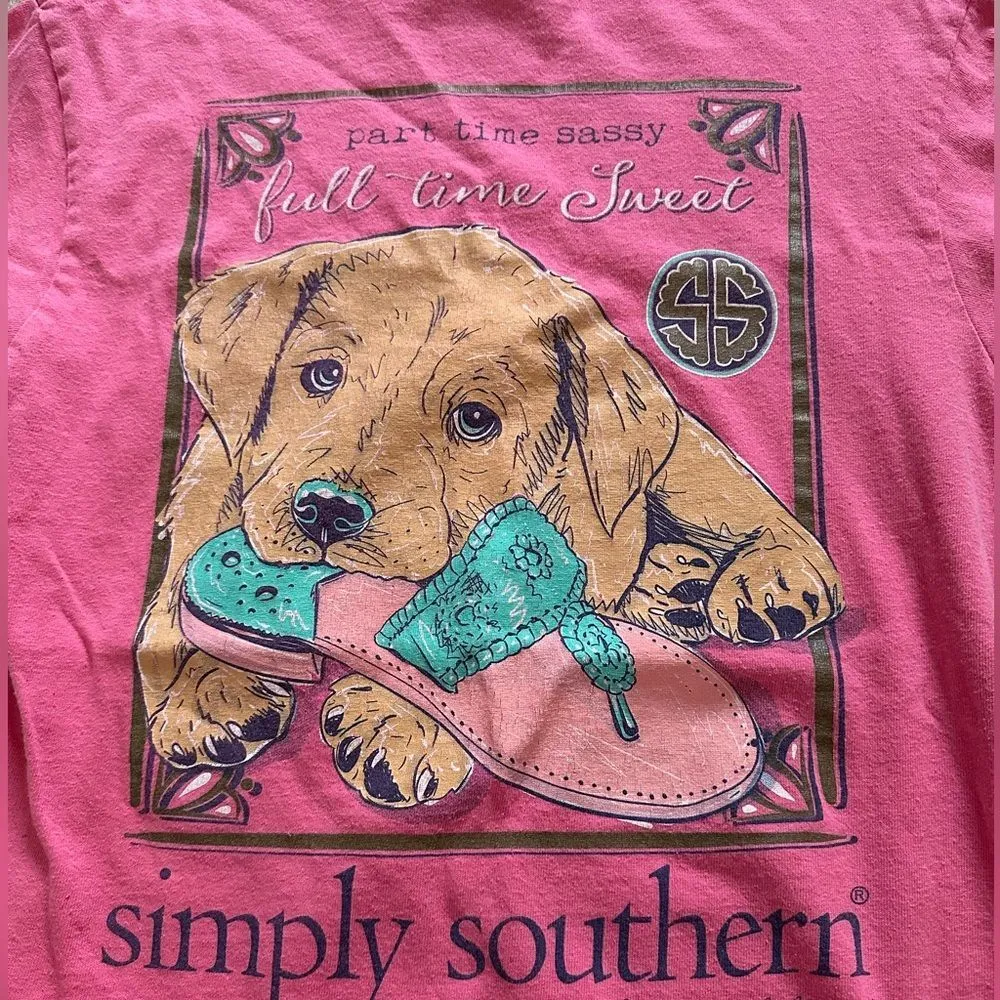 part time sassy
full time Sweet
SS
simply southern®